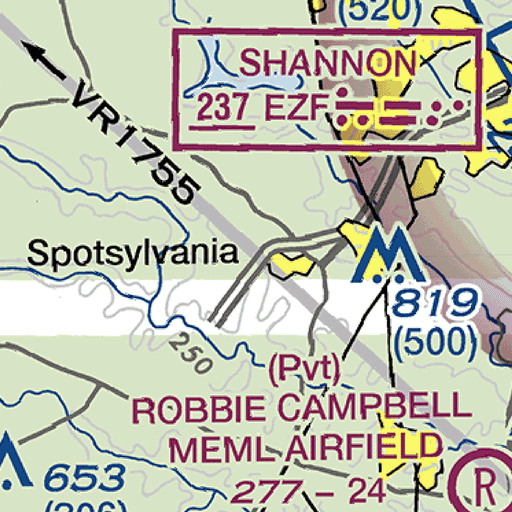 (520)
SHANNON
237 EZF
VR1755
Spotsylvania
819
(500)
250
(Pvt)
ROBBIE CAMPBELL
MEML AIRFIELD
277 - 24
R
653